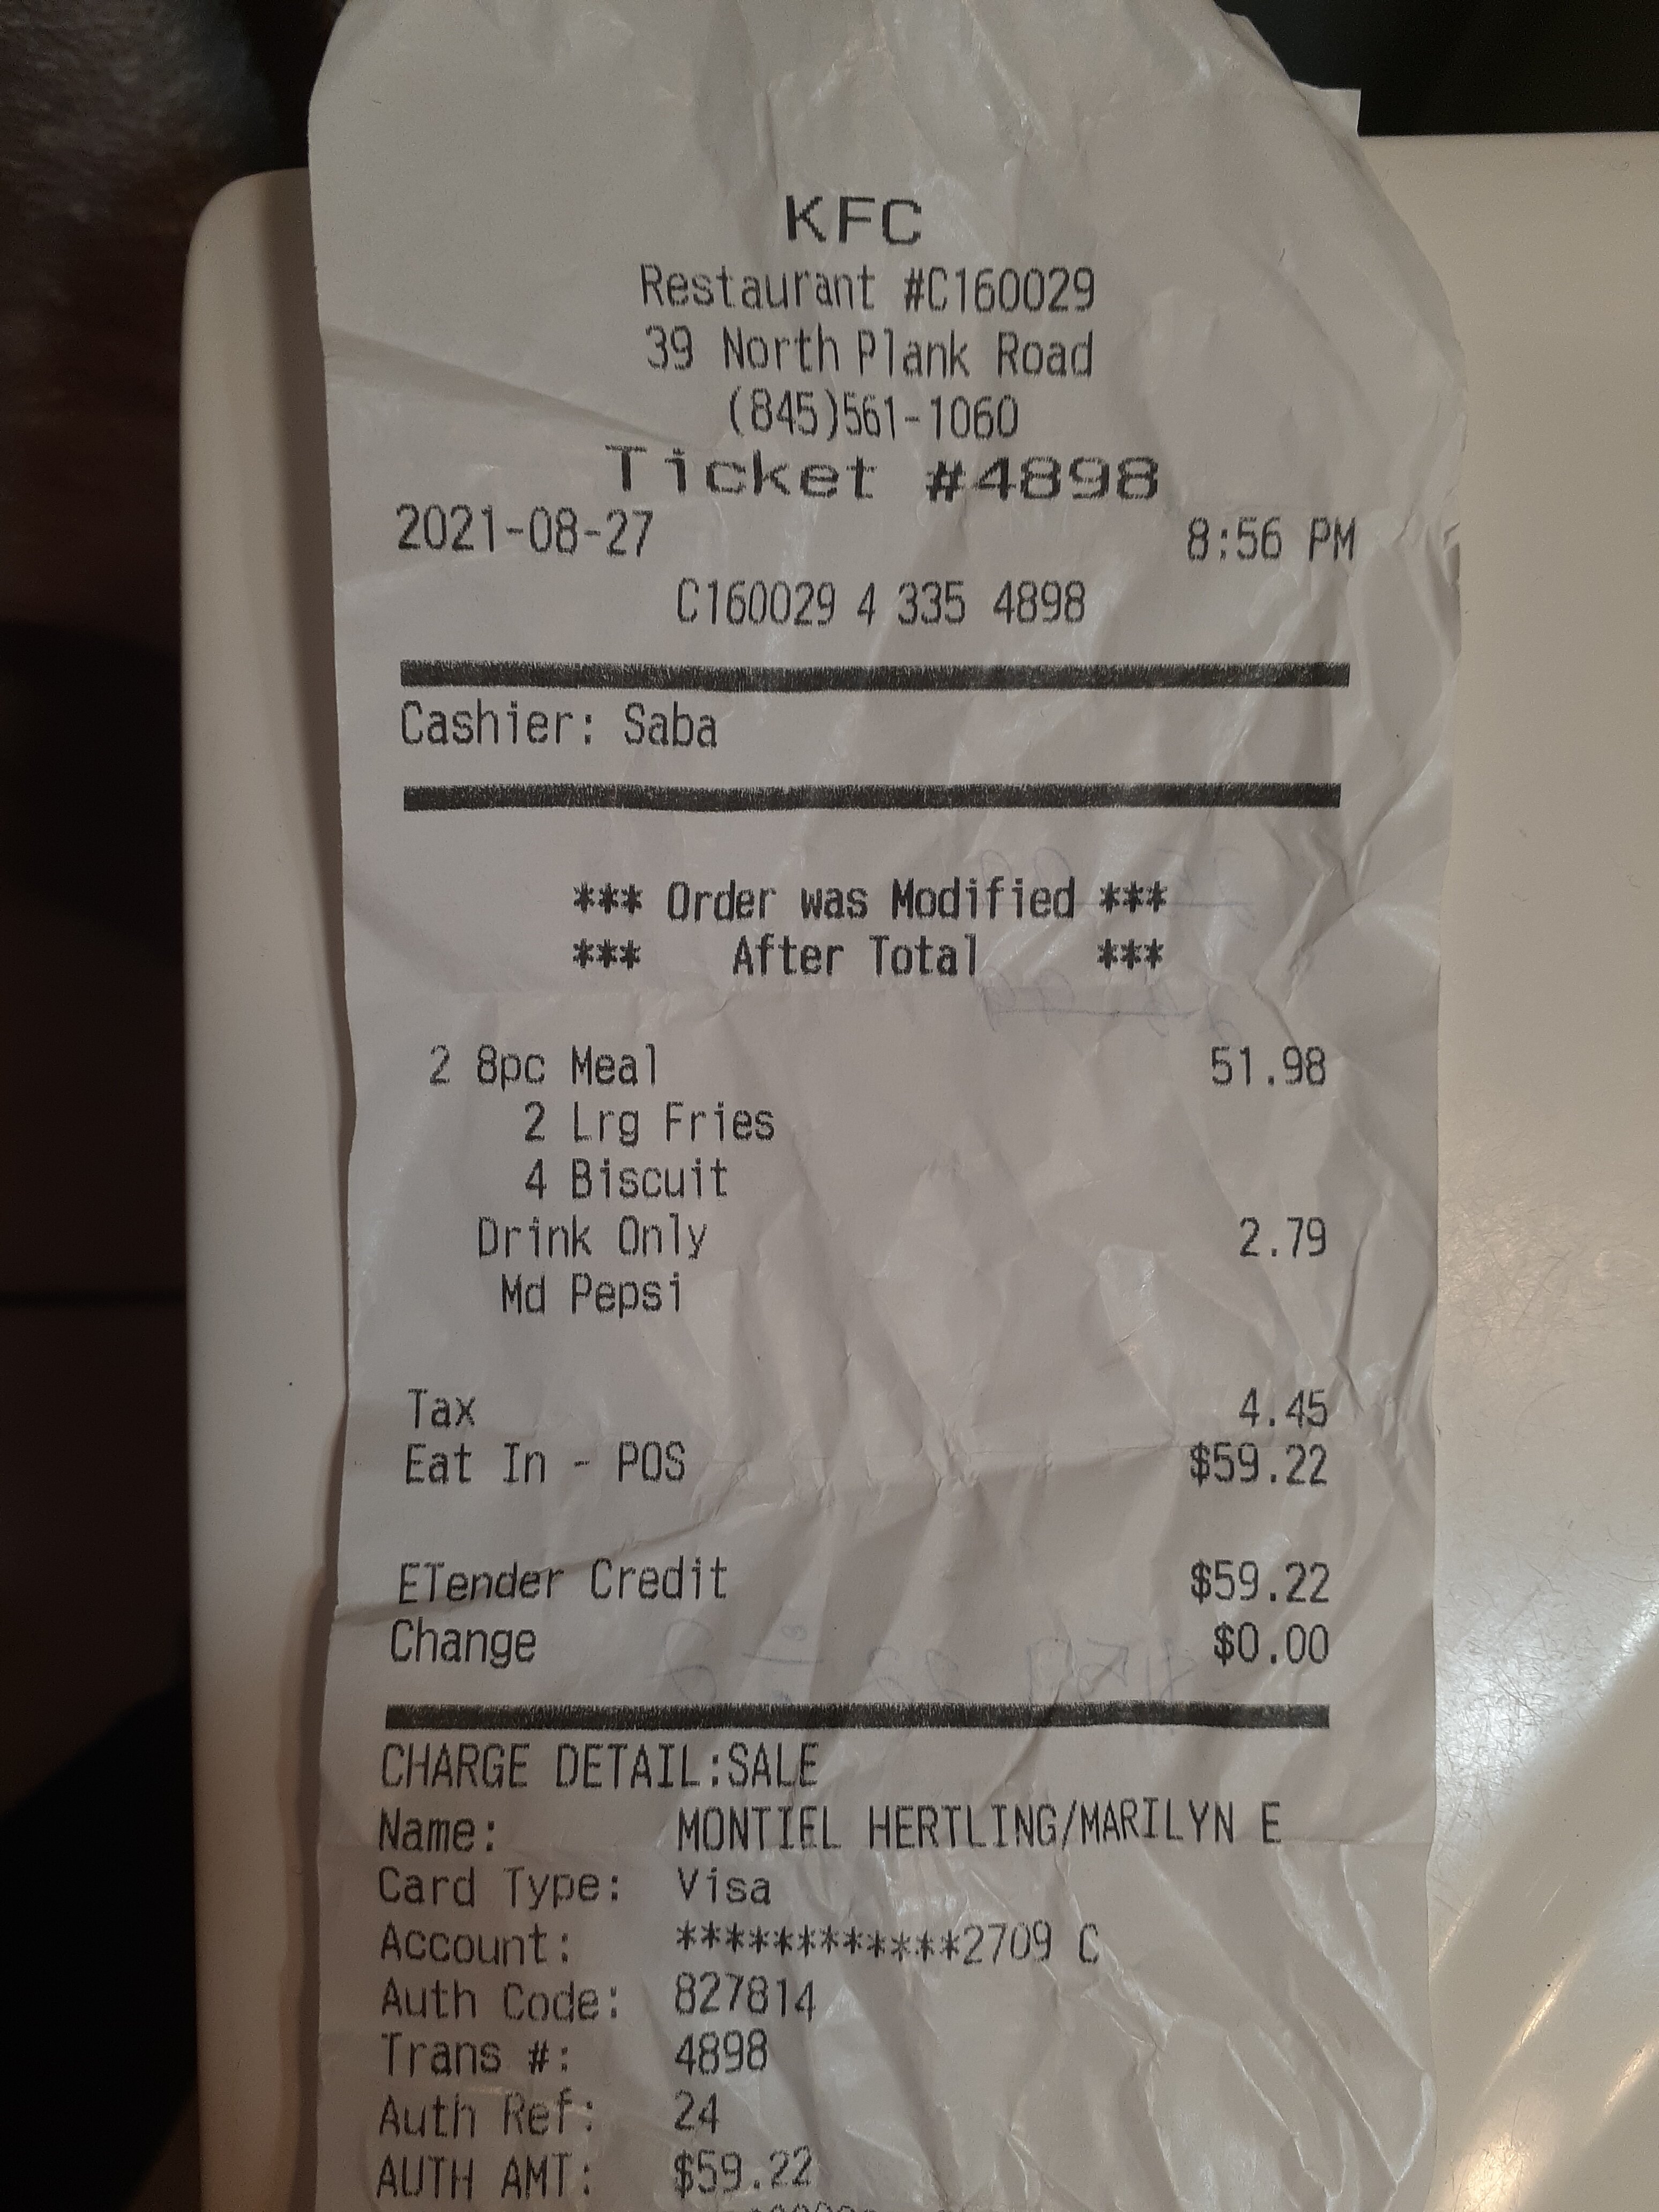 KFC
Restaurant #C160029
39 North Plank Road
(845)561-1060
Ticket #4898
2021-08-27 8:56 PM
C160029 4 335 4898
Cashier: Saba
*** Order was Modified ***
*** After Total ***
2 8pc Meal 51.98
2 Lrg Fries
4 Biscuit
Drink Only 2.79
Md Pepsi
Tax 4.45
Eat In - POS $59.22
ETender Credit $59.22
Change $0.00
CHARGE DETAIL:SALE
Name: MONTIEL HERTLING/MARILYN E
Card Type: Visa
Account: ************2709 C
Auth Code: 827814
Trans #: 4898
Auth Ref: 24
AUTH AMT: $59.22